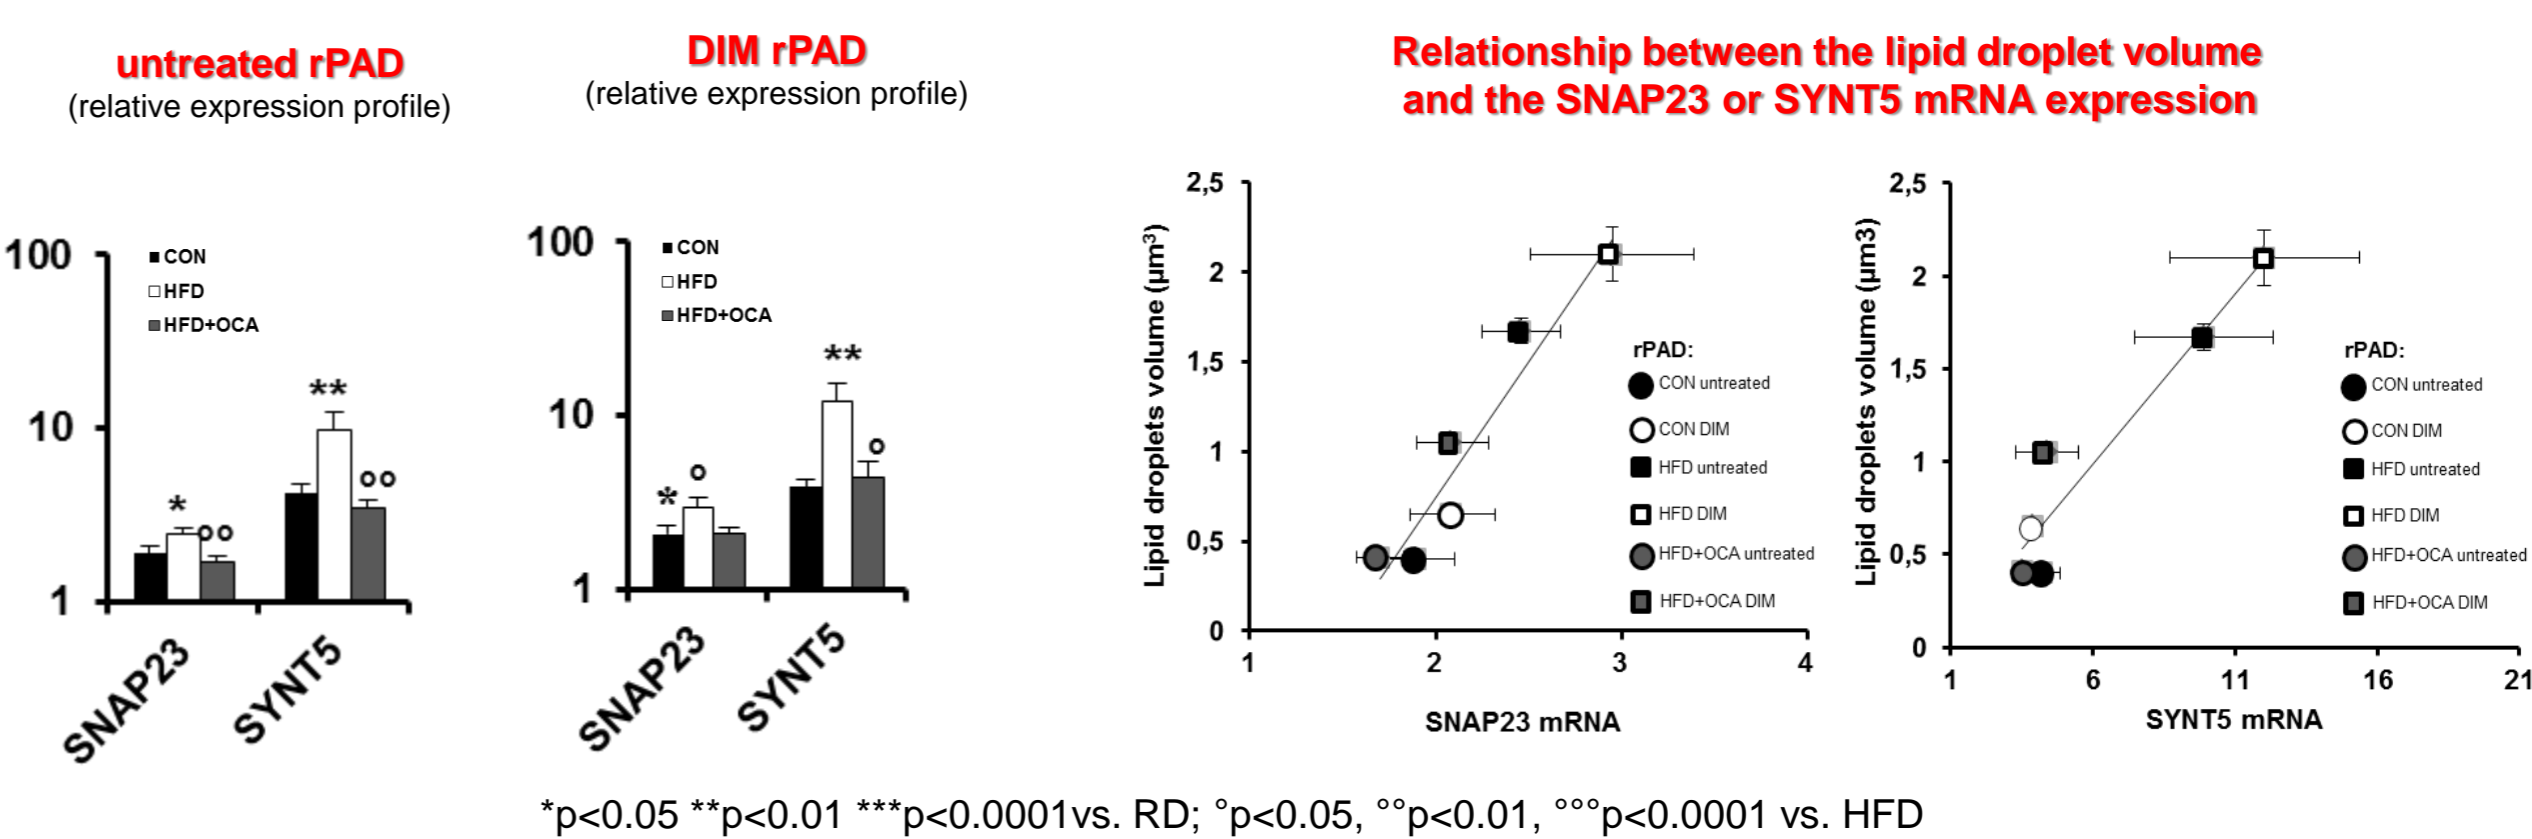 untreated rPAD
(relative expression profile)
100
10
1
CON
HFD
HFD+OCA
*
°°
**
°°
SNAP23
SYNT5
DIM rPAD
(relative expression profile)
100
10
1
CON
HFD
HFD+OCA
*
°
**
°
SNAP23
SYNT5
Relationship between the lipid droplet volume
and the SNAP23 or SYNT5 mRNA expression
Lipid droplets volume (µm³)
2,5
2
1,5
1
0,5
0
1 2 3 4
SNAP23 mRNA
rPAD:
CON untreated
CON DIM
HFD untreated
HFD DIM
HFD+OCA untreated
HFD+OCA DIM
Lipid droplets volume (µm3)
2,5
2
1,5
1
0,5
0
1 6 11 16 21
SYNT5 mRNA
rPAD:
CON untreated
CON DIM
HFD untreated
HFD DIM
HFD+OCA untreated
HFD+OCA DIM
*p<0.05 **p<0.01 ***p<0.0001vs. RD; °p<0.05, °°p<0.01, °°°p<0.0001 vs. HFD